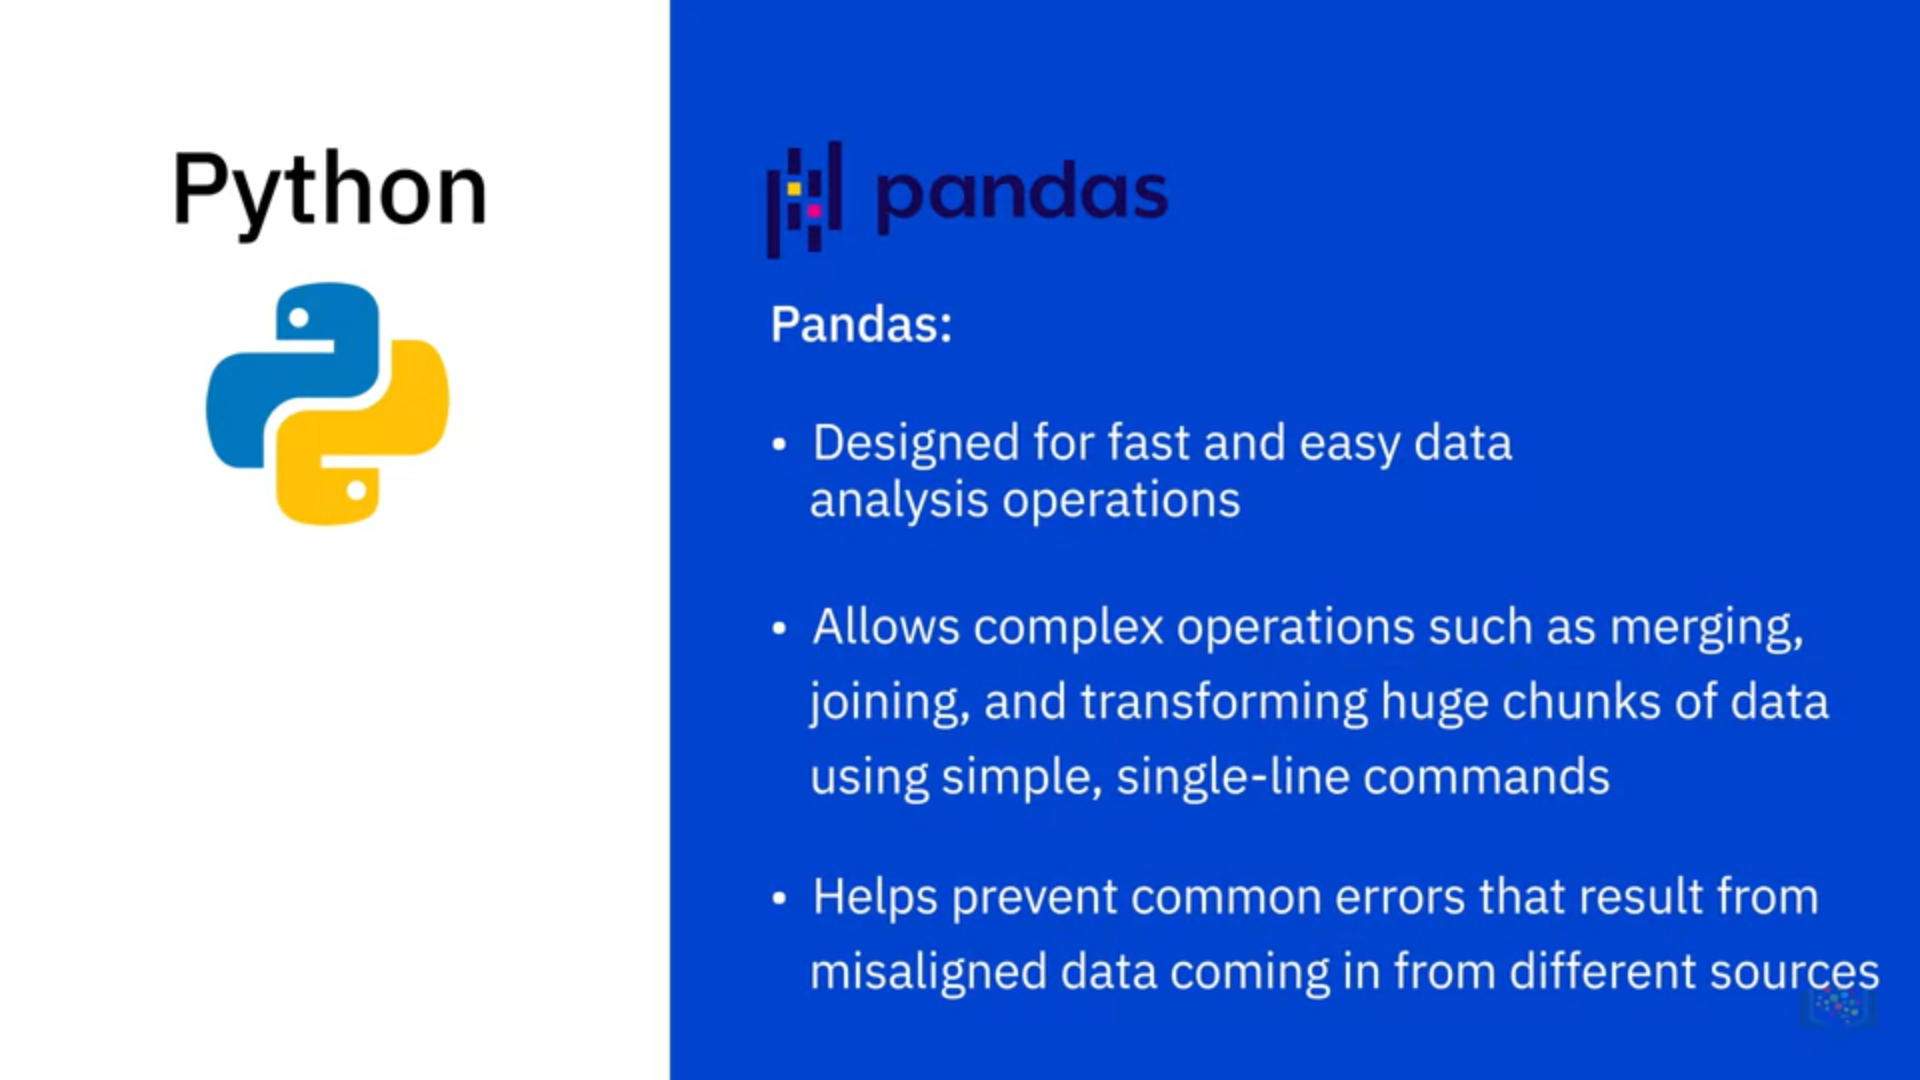 Python
pandas
Pandas:
• Designed for fast and easy data
analysis operations
• Allows complex operations such as merging,
joining, and transforming huge chunks of data
using simple, single-line commands
• Helps prevent common errors that result from
misaligned data coming in from different sources